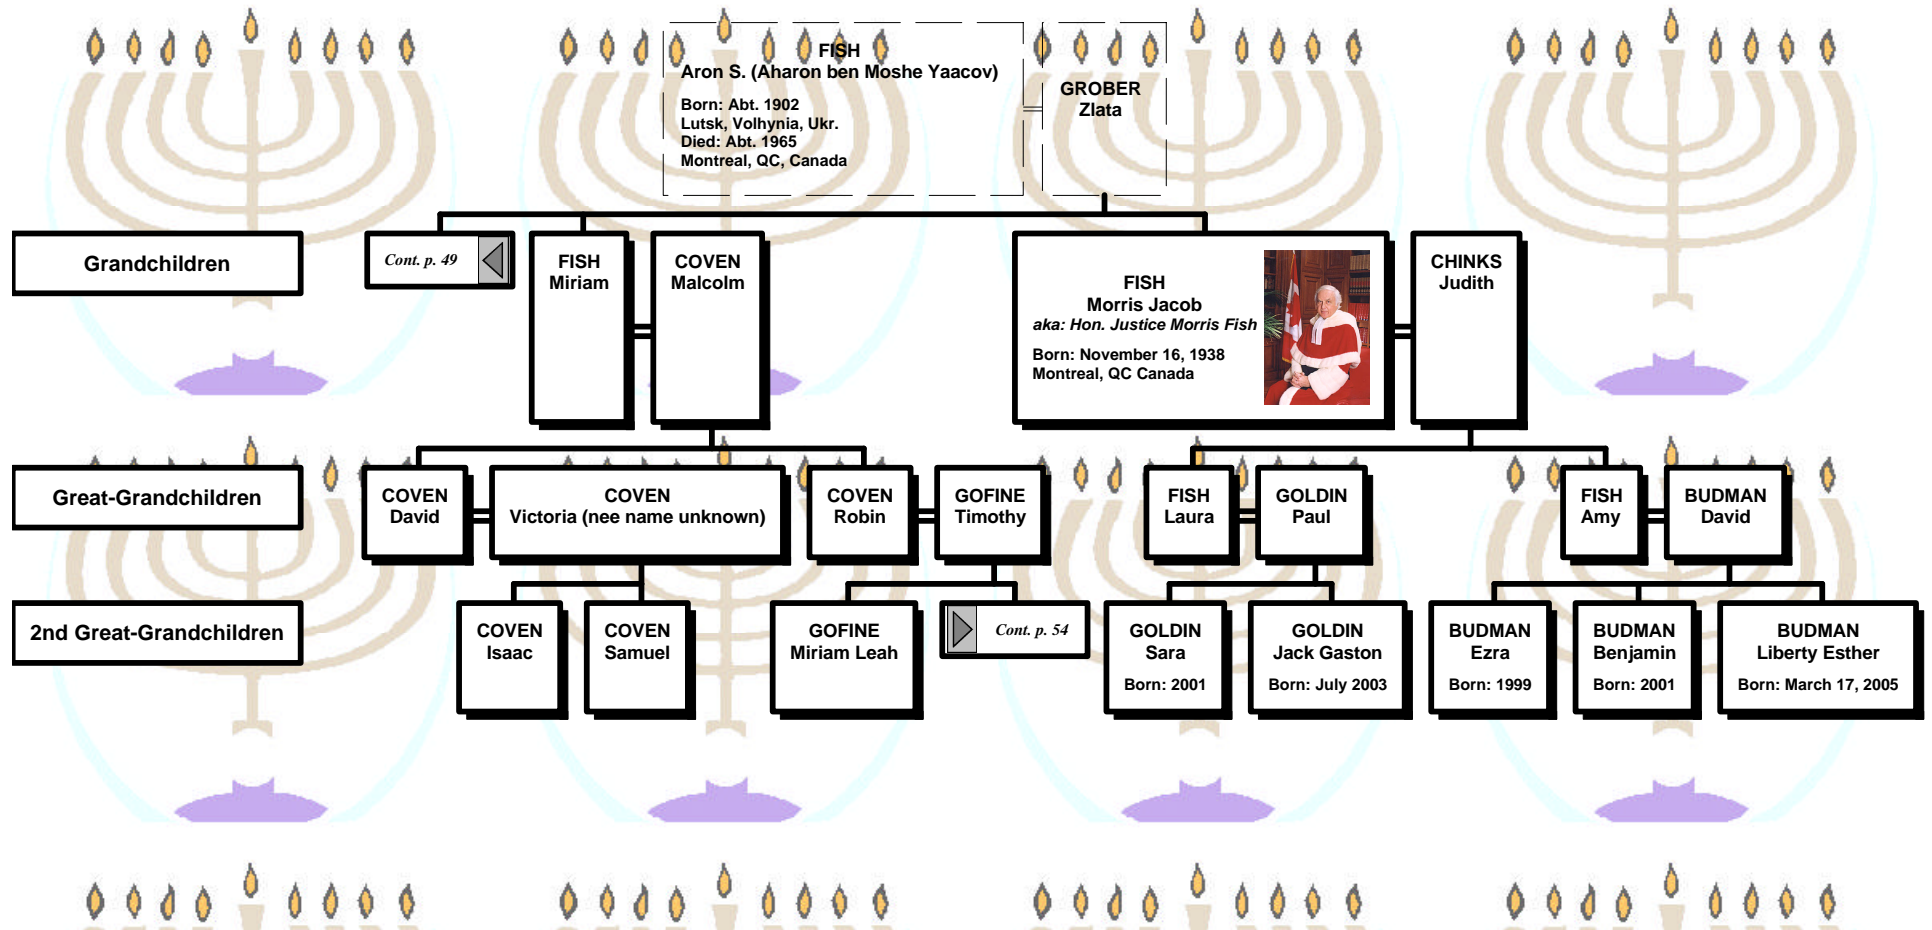 FISH
Aron S. (Aharon ben Moshe Yaacov)
Born: Abt. 1902
Lutsk, Volhynia, Ukr.
Died: Abt. 1965
Montreal, QC, Canada
GROBER
Zlata
Grandchildren
Cont. p. 49
FISH
Miriam
COVEN
Malcolm
FISH
Morris Jacob
aka: Hon. Justice Morris Fish
Born: November 16, 1938
Montreal, QC Canada
CHINKS
Judith
Great-Grandchildren
COVEN
David
COVEN
Victoria (nee name unknown)
COVEN
Robin
GOFINE
Timothy
FISH
Laura
GOLDIN
Paul
FISH
Amy
BUDMAN
David
2nd Great-Grandchildren
COVEN
Isaac
COVEN
Samuel
GOFINE
Miriam Leah
Cont. p. 54
GOLDIN
Sara
Born: 2001
GOLDIN
Jack Gaston
Born: July 2003
BUDMAN
Ezra
Born: 1999
BUDMAN
Benjamin
Born: 2001
BUDMAN
Liberty Esther
Born: March 17, 2005